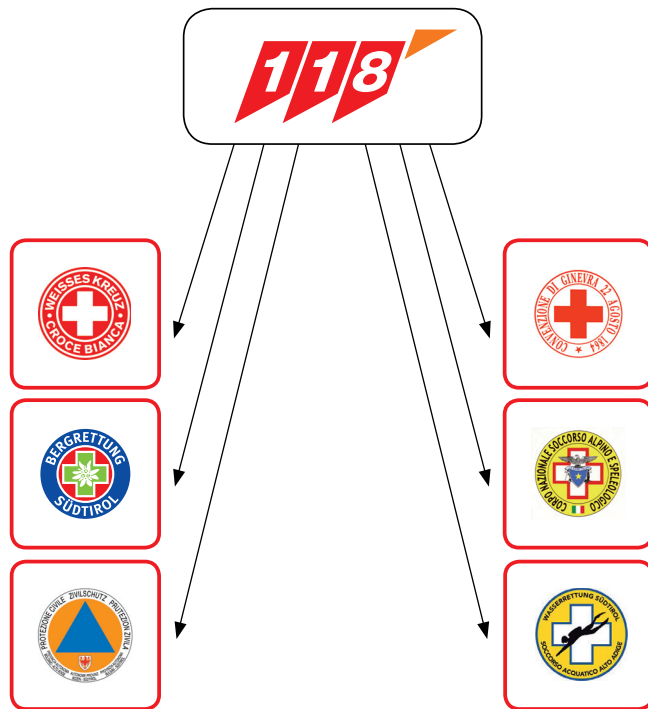 118
WEISSES KREUZ
CROCE BIANCA
CONVENZIONE DI GINEVRA 22 AGOSTO 1864
BERGRETTUNG
SÜDTIROL
CORPO NAZIONALE SOCCORSO ALPINO E SPELEOLOGICO
PROTEZIONE CIVILE ZIVILSCHUTZ PROTEZION ZIVILA
WASSERRETTUNG SÜDTIROL
SOCCORSO ACQUATICO ALTO ADIGE